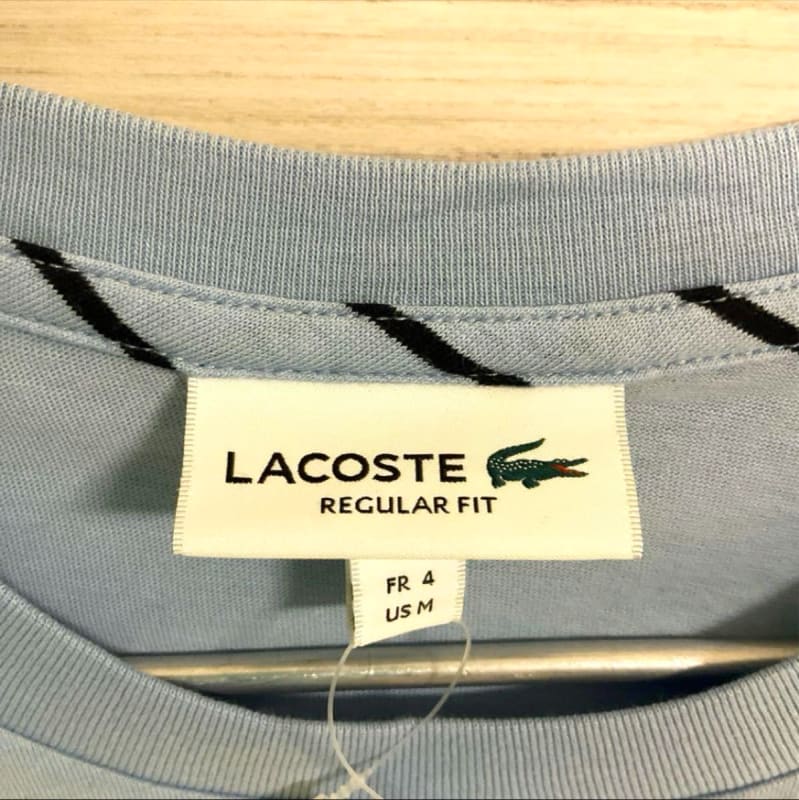 LACOSTE
REGULAR FIT
FR 4
US M